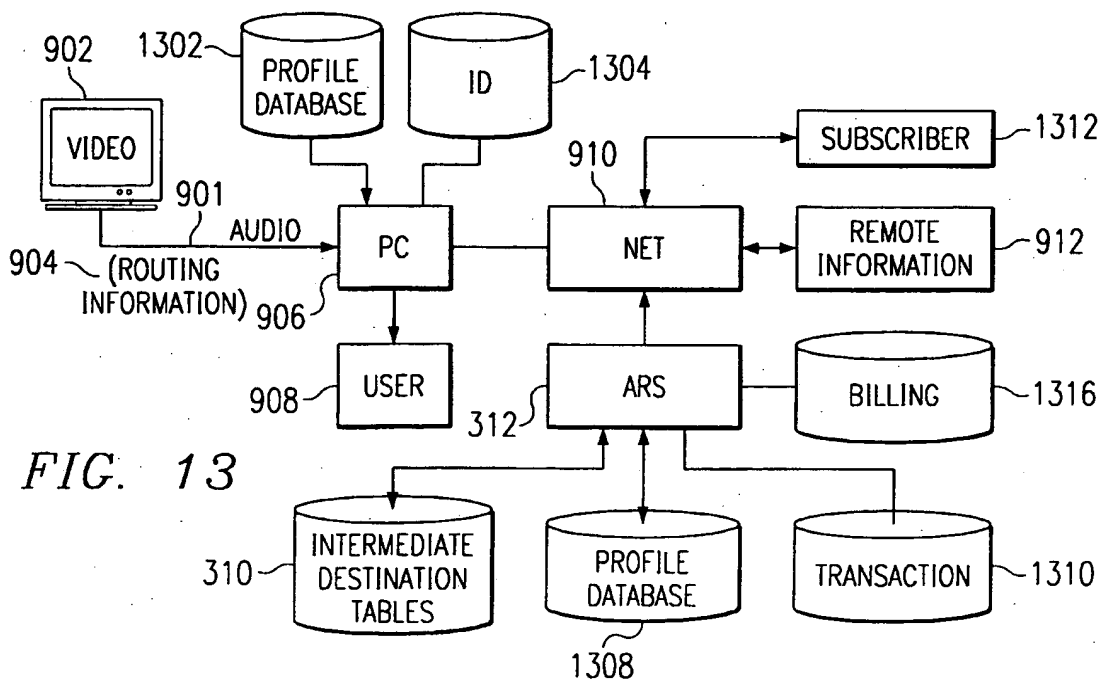 902
VIDEO
1302
PROFILE
DATABASE
ID
1304
901
AUDIO
904
(ROUTING
INFORMATION)
PC
906
USER
908
910
NET
SUBSCRIBER
1312
REMOTE
INFORMATION
912
ARS
312
BILLING
1316
FIG. 13
310
INTERMEDIATE
DESTINATION
TABLES
PROFILE
DATABASE
1308
TRANSACTION
1310